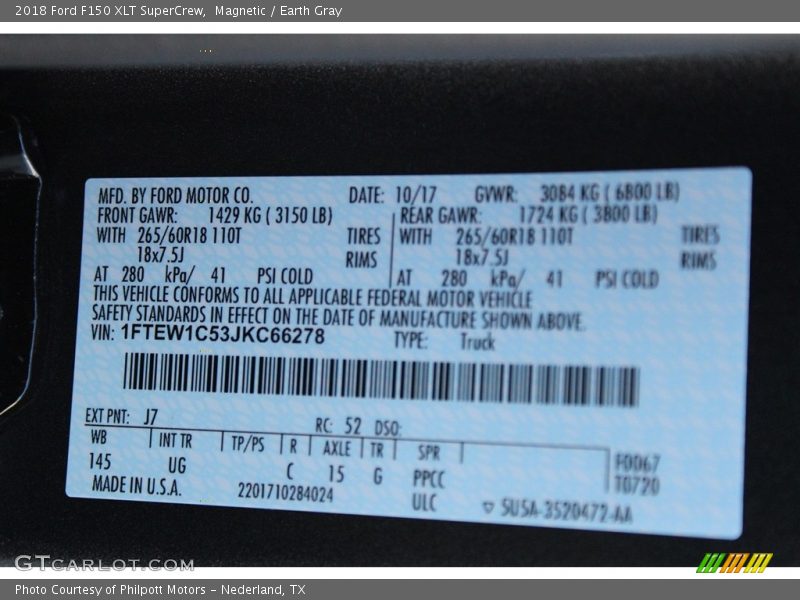 2018 Ford F150 XLT SuperCrew,  Magnetic / Earth Gray
MFD. BY FORD MOTOR CO. DATE: 10/17 GVWR: 3084 KG ( 6800 LB)
FRONT GAWR: 1429 KG ( 3150 LB) REAR GAWR: 1724 KG ( 3800 LB)
WITH 265/60R18 110T TIRES WITH 265/60R18 110T TIRES
18x7.5J RIMS 18x7.5J RIMS
AT 280 kPa/ 41 PSI COLD AT 280 kPa/ 41 PSI COLD
THIS VEHICLE CONFORMS TO ALL APPLICABLE FEDERAL MOTOR VEHICLE
SAFETY STANDARDS IN EFFECT ON THE DATE OF MANUFACTURE SHOWN ABOVE.
VIN: 1FTEW1C53JKC66278 TYPE: Truck
EXT PNT: J7 RC: 52 DSO:
WB INT TR TP/PS R AXLE TR SPR F0067
145 UG C 15 G PPCC T0720
MADE IN U.S.A. 2201710284024 ULC SU5A-3520472-AA
GTCARLOT.COM
Photo Courtesy of Philpott Motors - Nederland, TX